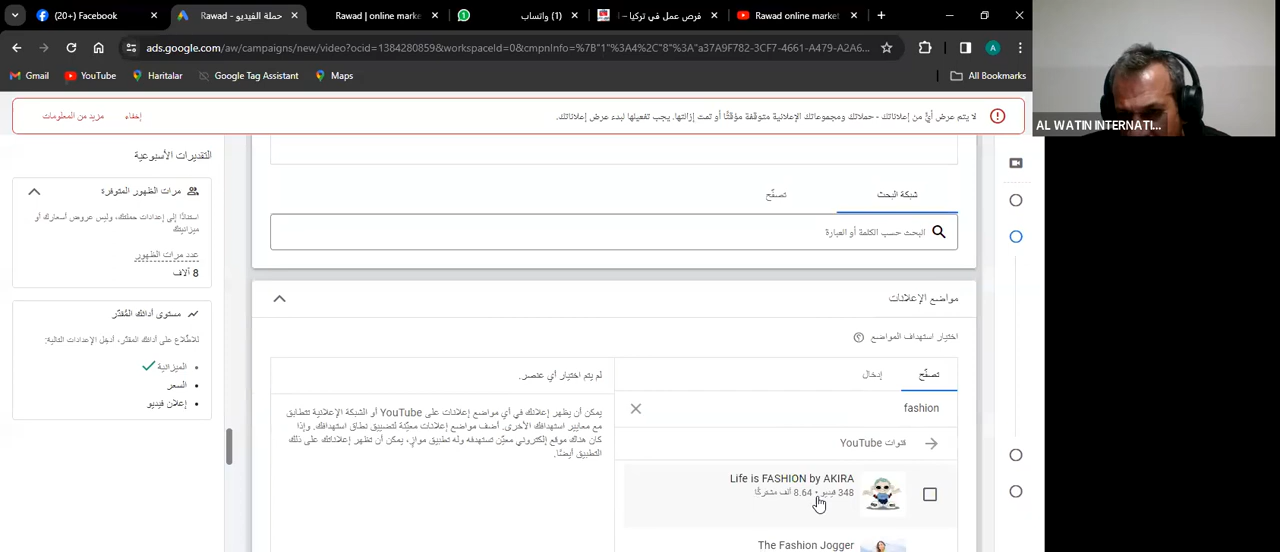 (20+) Facebook
حملة الفيديو - Rawad
Rawad | online market
(1) واتساب
فرص عمل في تركيا – ا
Rawad online market
ads.google.com/aw/campaigns/new/video?ocid=1384280859&workspaceId=0&cmpnInfo=%7B"1"%3A4%2C"8"%3A"a37A9F782-3CF7-4661-A479-A2A6...
A
Gmail
YouTube
Haritalar
Google Tag Assistant
Maps
All Bookmarks
لا يتم عرض أيٍّ من إعلاناتك - حملاتك ومجموعاتك الإعلانية متوقفة مؤقتًا أو تمت إزالتها. يجب تفعيلها لبدء عرض إعلاناتك.
إخفاء
مزيد من المعلومات
AL WATIN INTERNATI...
التقديرات الأسبوعية
مرات الظهور المتوفرة
استنادًا إلى إعدادات حملتك، وليس عروض أسعارك أو
ميزانيتك
عدد مرات الظهور
8 آلاف
مستوى أدائك المُقدَّر
للاطّلاع على أدائك المقدّر، أدخِل الإعدادات التالية:
الميزانية
السعر
إعلان فيديو
شبكة البحث
تصفّح
البحث حسب الكلمة أو العبارة
مواضع الإعلانات
اختيار استهداف المواضع
تصفّح
إدخال
لم يتم اختيار أي عنصر.
fashion
يمكن أن يظهر إعلانك في أي مواضع إعلانات على YouTube أو الشبكة الإعلانية تتطابق
مع معايير استهدافك الأخرى. أضف مواضع إعلانات معيّنة لتضييق نطاق استهدافك. وإذا
كان هناك موقع إلكتروني معيّن تستهدفه وله تطبيق موازٍ، يمكن أن تظهر إعلاناتك على ذلك
التطبيق أيضًا.
قنوات YouTube
Life is FASHION by AKIRA
348 فيديو • 8.64 ألف مشتركًا
The Fashion Jogger